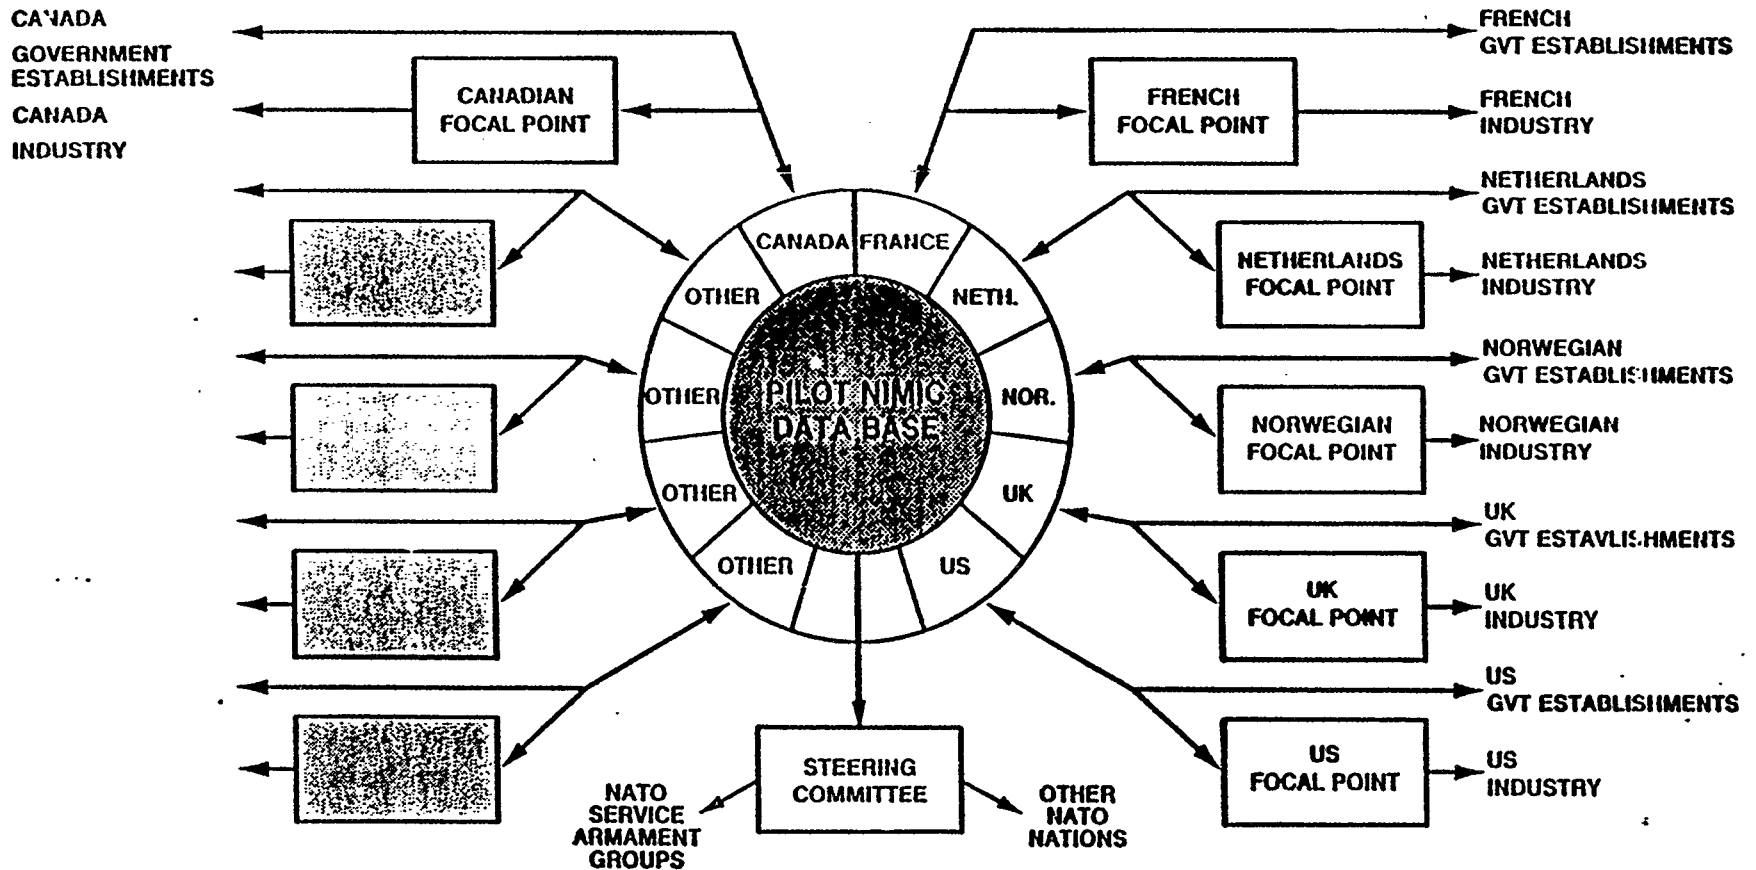 CANADA
GOVERNMENT
ESTABLISHMENTS
CANADA
INDUSTRY
CANADIAN
FOCAL POINT
FRENCH
FOCAL POINT
FRENCH
GVT ESTABLISHMENTS
FRENCH
INDUSTRY
NETHERLANDS
GVT ESTABLISHMENTS
NETHERLANDS
FOCAL POINT
NETHERLANDS
INDUSTRY
NORWEGIAN
GVT ESTABLISHMENTS
NORWEGIAN
FOCAL POINT
NORWEGIAN
INDUSTRY
UK
GVT ESTAVLISHMENTS
UK
FOCAL POINT
UK
INDUSTRY
US
GVT ESTABLISHMENTS
US
FOCAL POINT
US
INDUSTRY
CANADA
FRANCE
OTHER
NETH.
OTHER
NOR.
OTHER
UK
OTHER
US
PILOT NIMIC
DATA BASE
STEERING
COMMITTEE
NATO
SERVICE
ARMAMENT
GROUPS
OTHER
NATO
NATIONS